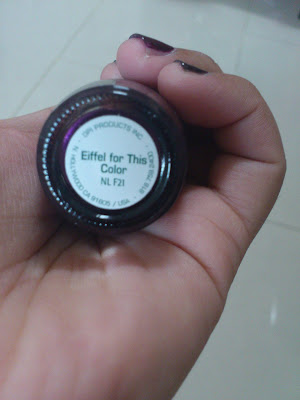 OPI PRODUCTS INC.
Eiffel for This
Color
NL F21
N. HOLLYWOOD, CA 91605 / USA